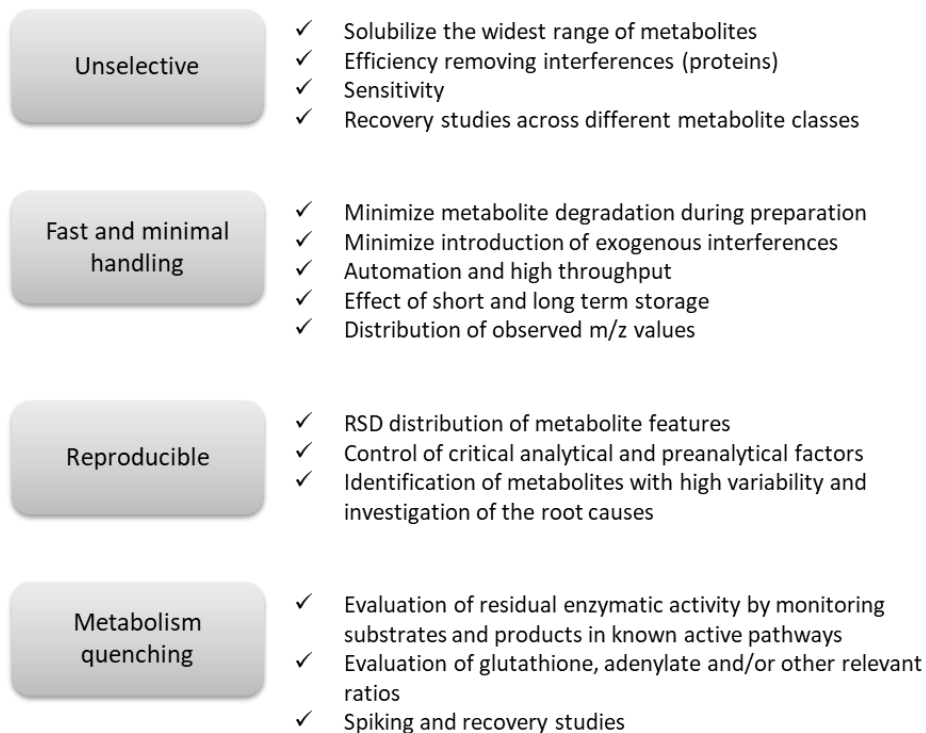 Unselective
✓ Solubilize the widest range of metabolites
✓ Efficiency removing interferences (proteins)
✓ Sensitivity
✓ Recovery studies across different metabolite classes
Fast and minimal
handling
✓ Minimize metabolite degradation during preparation
✓ Minimize introduction of exogenous interferences
✓ Automation and high throughput
✓ Effect of short and long term storage
✓ Distribution of observed m/z values
Reproducible
✓ RSD distribution of metabolite features
✓ Control of critical analytical and preanalytical factors
✓ Identification of metabolites with high variability and
investigation of the root causes
Metabolism
quenching
✓ Evaluation of residual enzymatic activity by monitoring
substrates and products in known active pathways
✓ Evaluation of glutathione, adenylate and/or other relevant
ratios
✓ Spiking and recovery studies